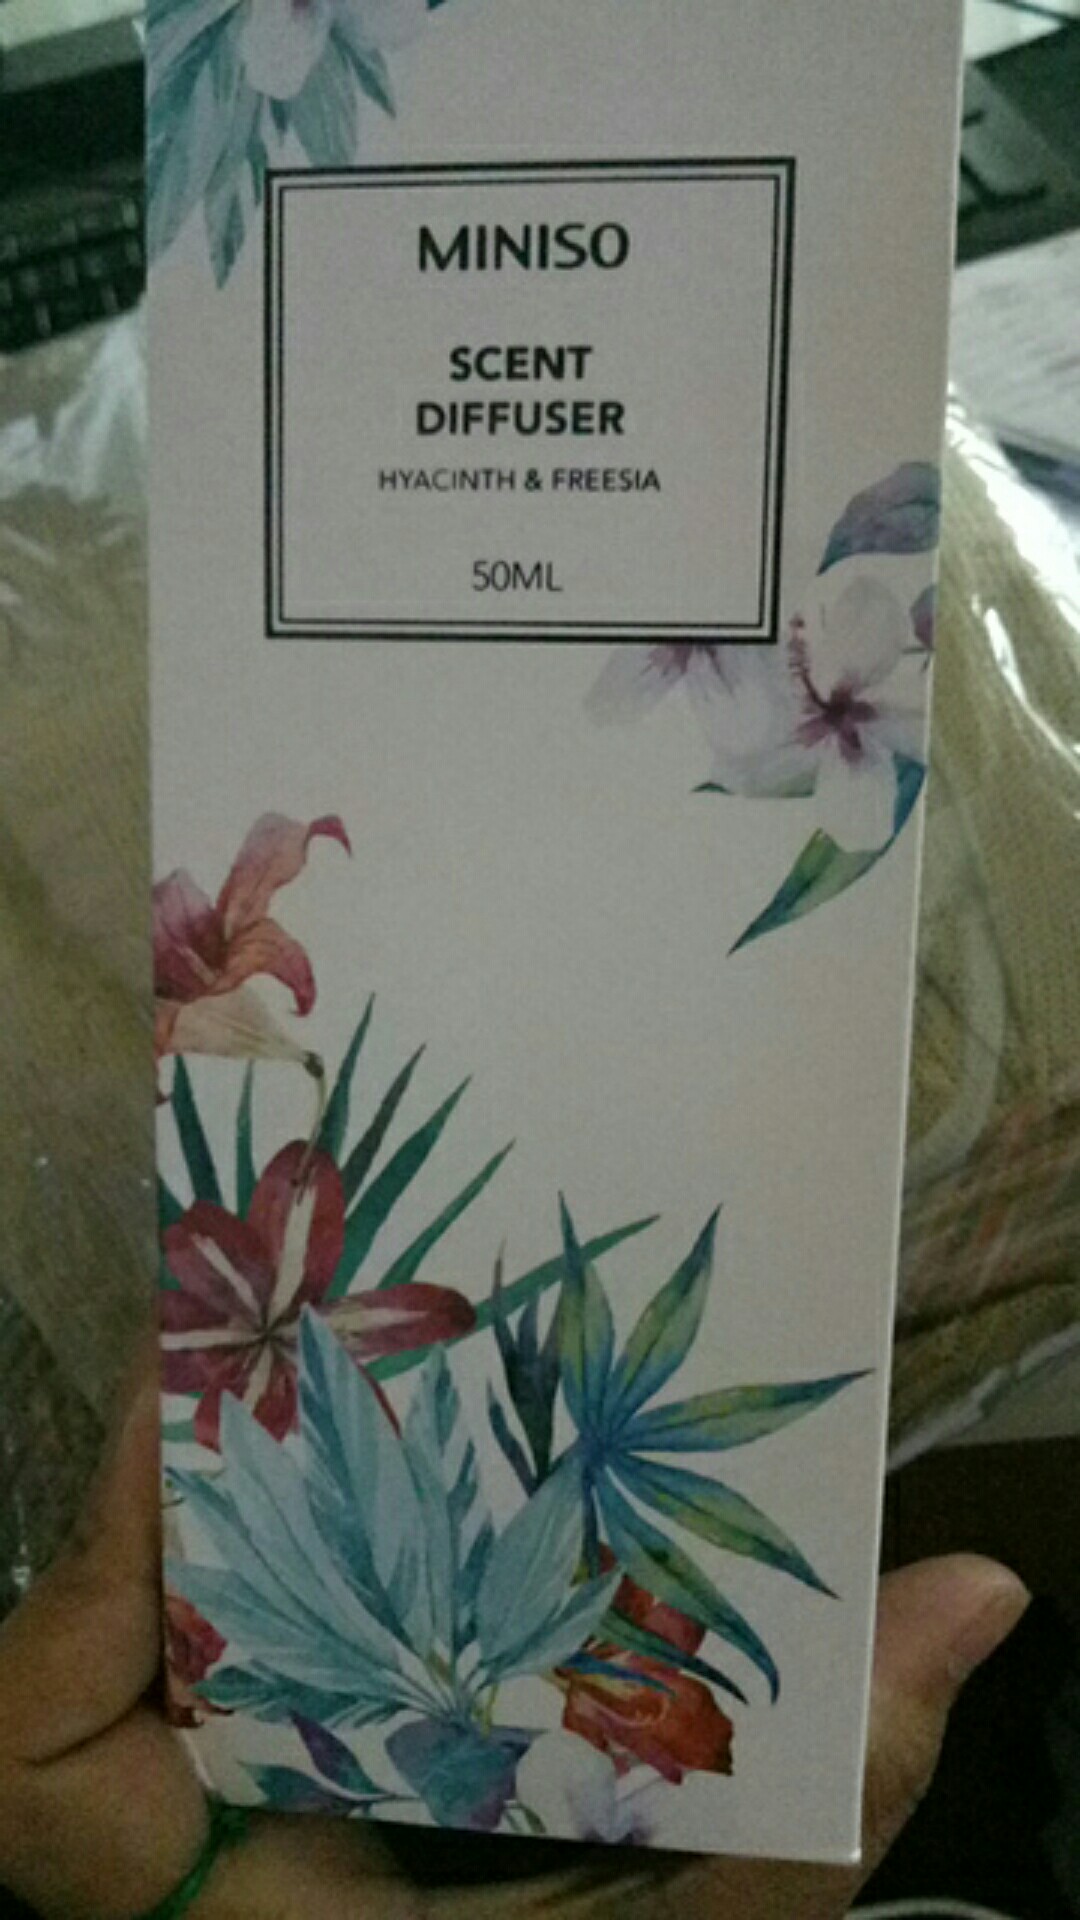 MINISO
SCENT
DIFFUSER
HYACINTH & FREESIA
50ML